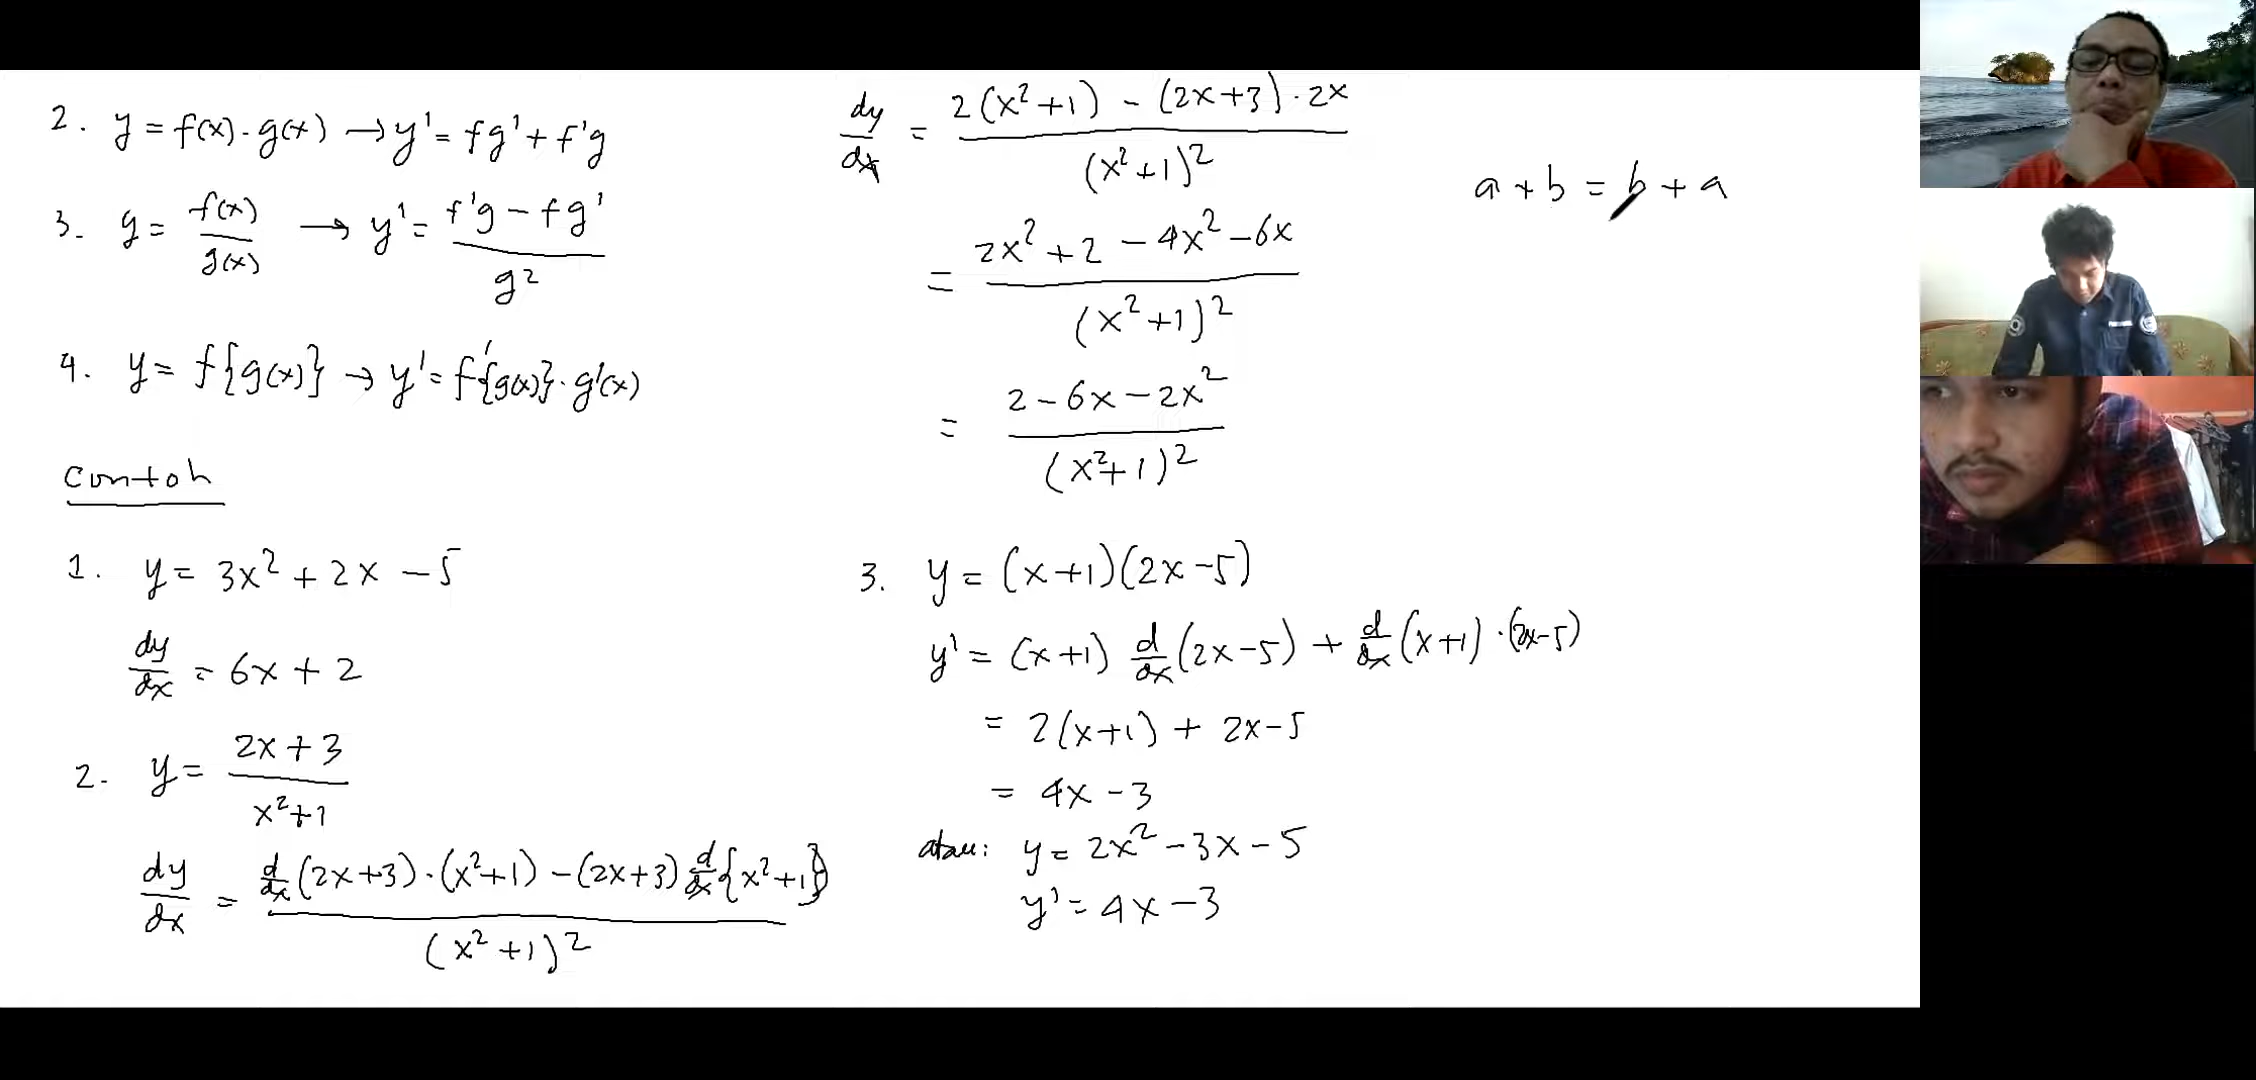 2. y = f(x) · g(x) → y' = fg' + f'g
3. y = f(x)/g(x) → y' = (f'g - fg')/g²
4. y = f{g(x)} → y' = f'{g(x)} · g'(x)
Contoh
1. y = 3x² + 2x - 5
dy/dx = 6x + 2
2. y = (2x + 3)/(x² + 1)
dy/dx = (d/dx (2x+3) · (x²+1) - (2x+3) d/dx {x²+1})/(x²+1)²
dy/dx = (2(x²+1) - (2x+3) · 2x)/(x²+1)²
= (2x² + 2 - 4x² - 6x)/(x²+1)²
= (2 - 6x - 2x²)/(x²+1)²
3. y = (x+1)(2x-5)
y' = (x+1) d/dx (2x-5) + d/dx (x+1) · (2x-5)
= 2(x+1) + 2x-5
= 4x - 3
atau: y = 2x² - 3x - 5
y' = 4x - 3
a + b = b + a